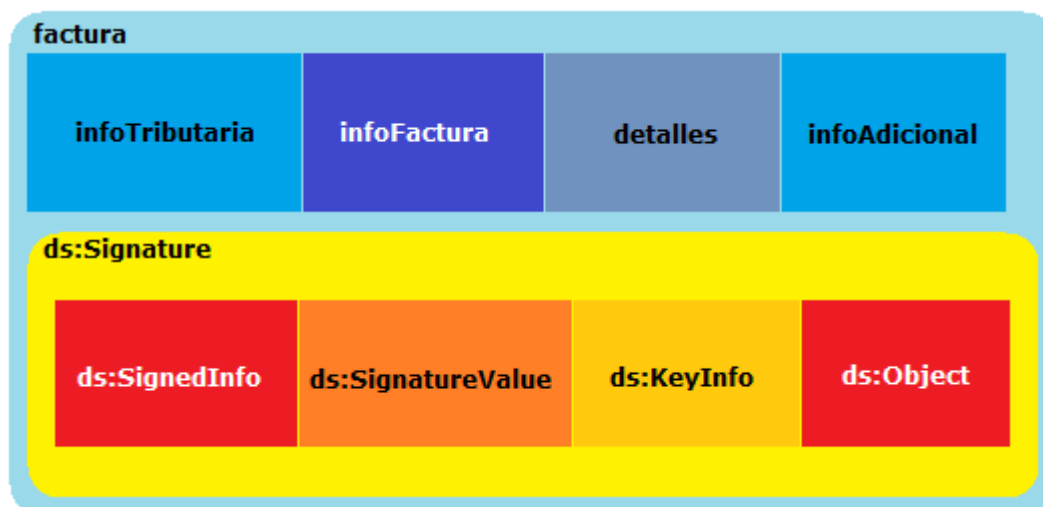 factura
infoTributaria infoFactura detalles infoAdicional
ds:Signature
ds:SignedInfo ds:SignatureValue ds:KeyInfo ds:Object